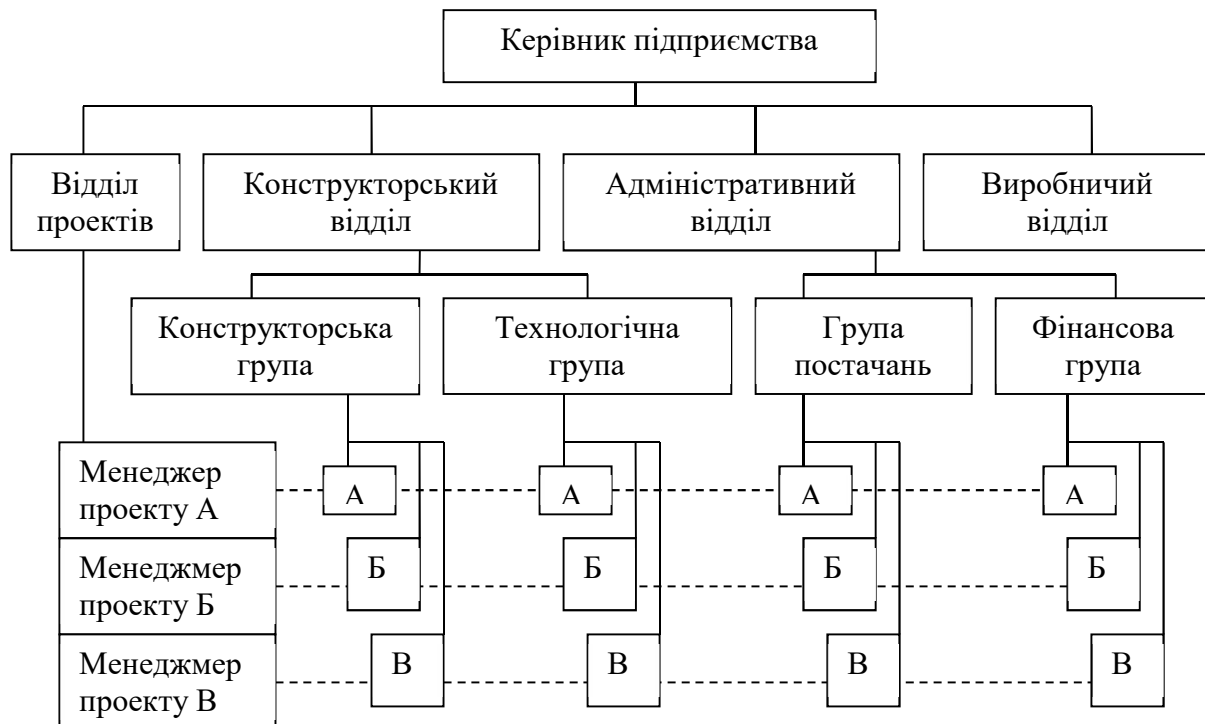 Керівник підприємства
Відділ
проектів
Конструкторський
відділ
Адміністративний
відділ
Виробничий
відділ
Конструкторська
група
Технологічна
група
Група
постачань
Фінансова
група
Менеджер
проекту А
А
А
А
А
Менеджмер
проекту Б
Б
Б
Б
Б
Менеджмер
проекту В
В
В
В
В